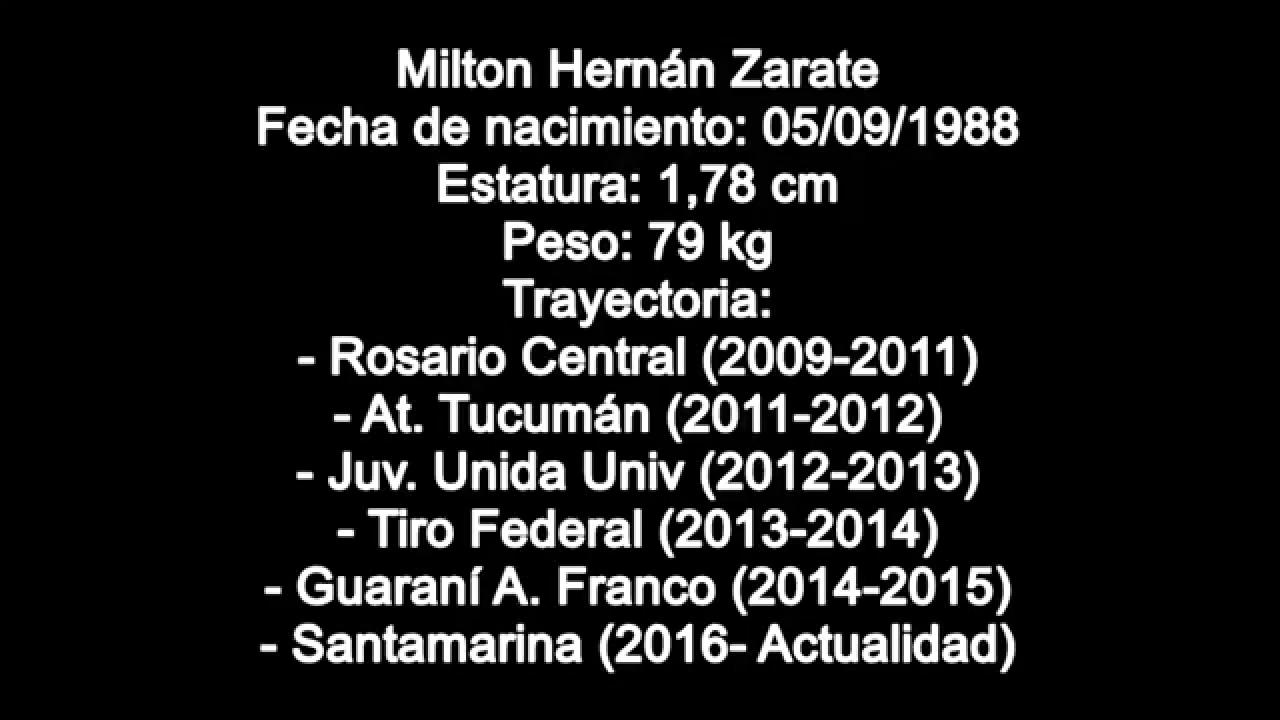 Milton Hernán Zarate
Fecha de nacimiento: 05/09/1988
Estatura: 1,78 cm
Peso: 79 kg
Trayectoria:
- Rosario Central (2009-2011)
- At. Tucumán (2011-2012)
- Juv. Unida Univ (2012-2013)
- Tiro Federal (2013-2014)
- Guaraní A. Franco (2014-2015)
- Santamarina (2016- Actualidad)